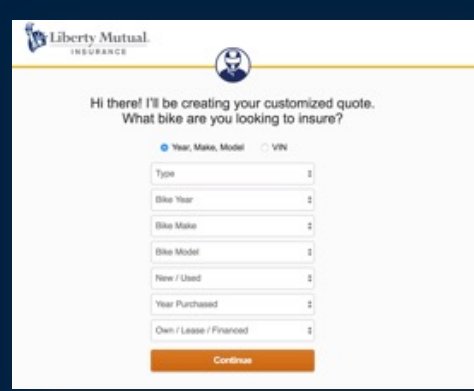 Liberty Mutual.
INSURANCE
Hi there! I'll be creating your customized quote.
What bike are you looking to insure?
Year, Make, Model VIN
Type
Bike Year
Bike Make
Bike Model
New / Used
Year Purchased
Own / Lease / Financed
Continue